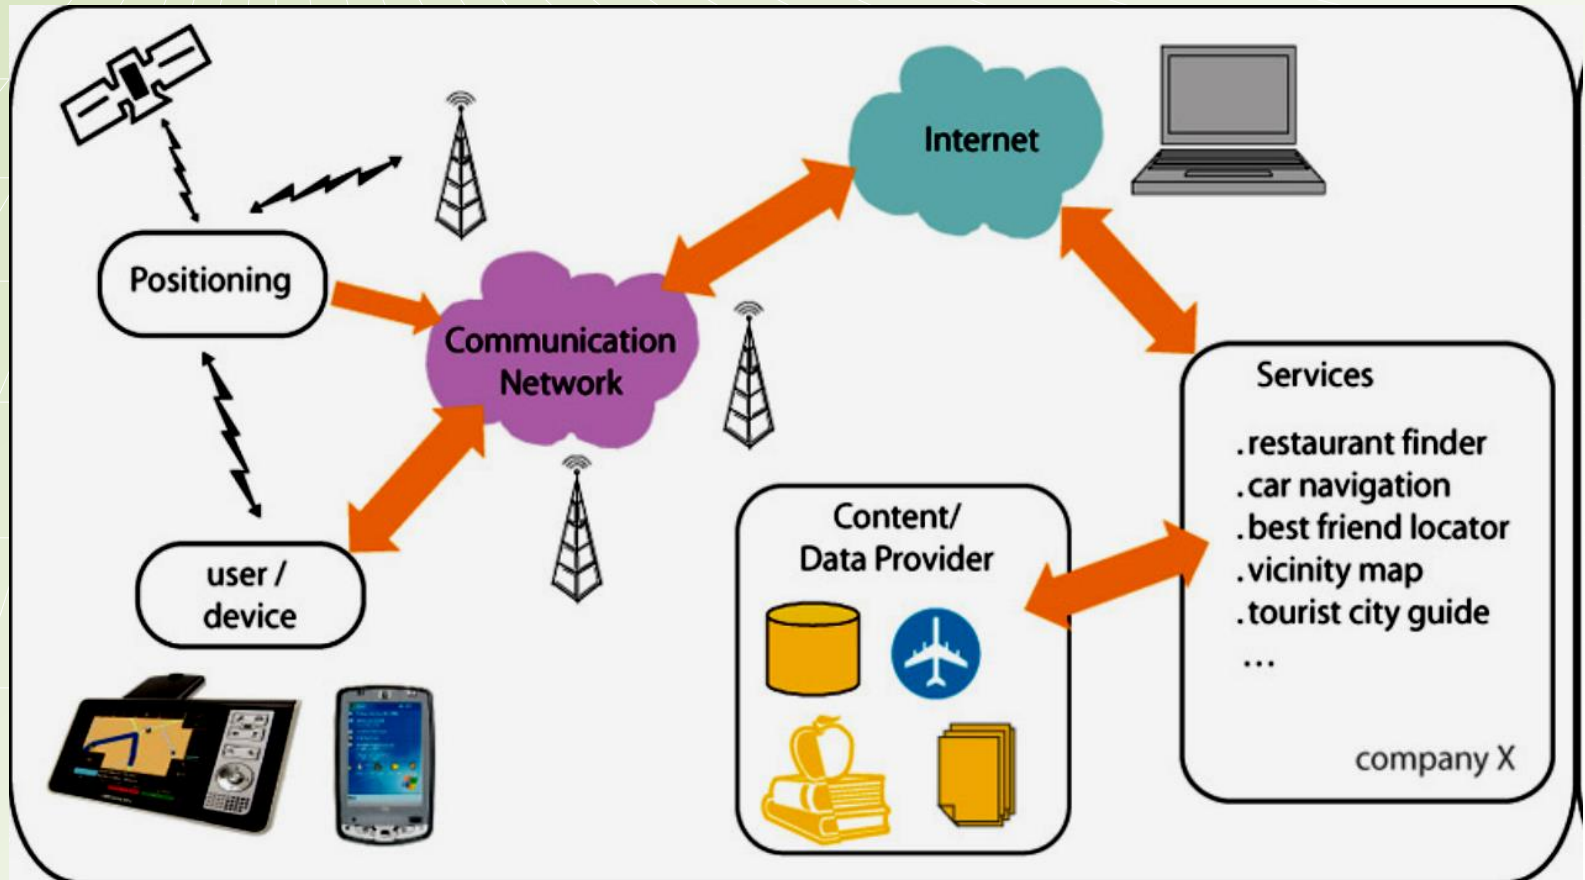 Internet
Positioning
Communication
Network
Services
.restaurant finder
.car navigation
.best friend locator
.vicinity map
.tourist city guide
...
company X
Content/
Data Provider
user /
device